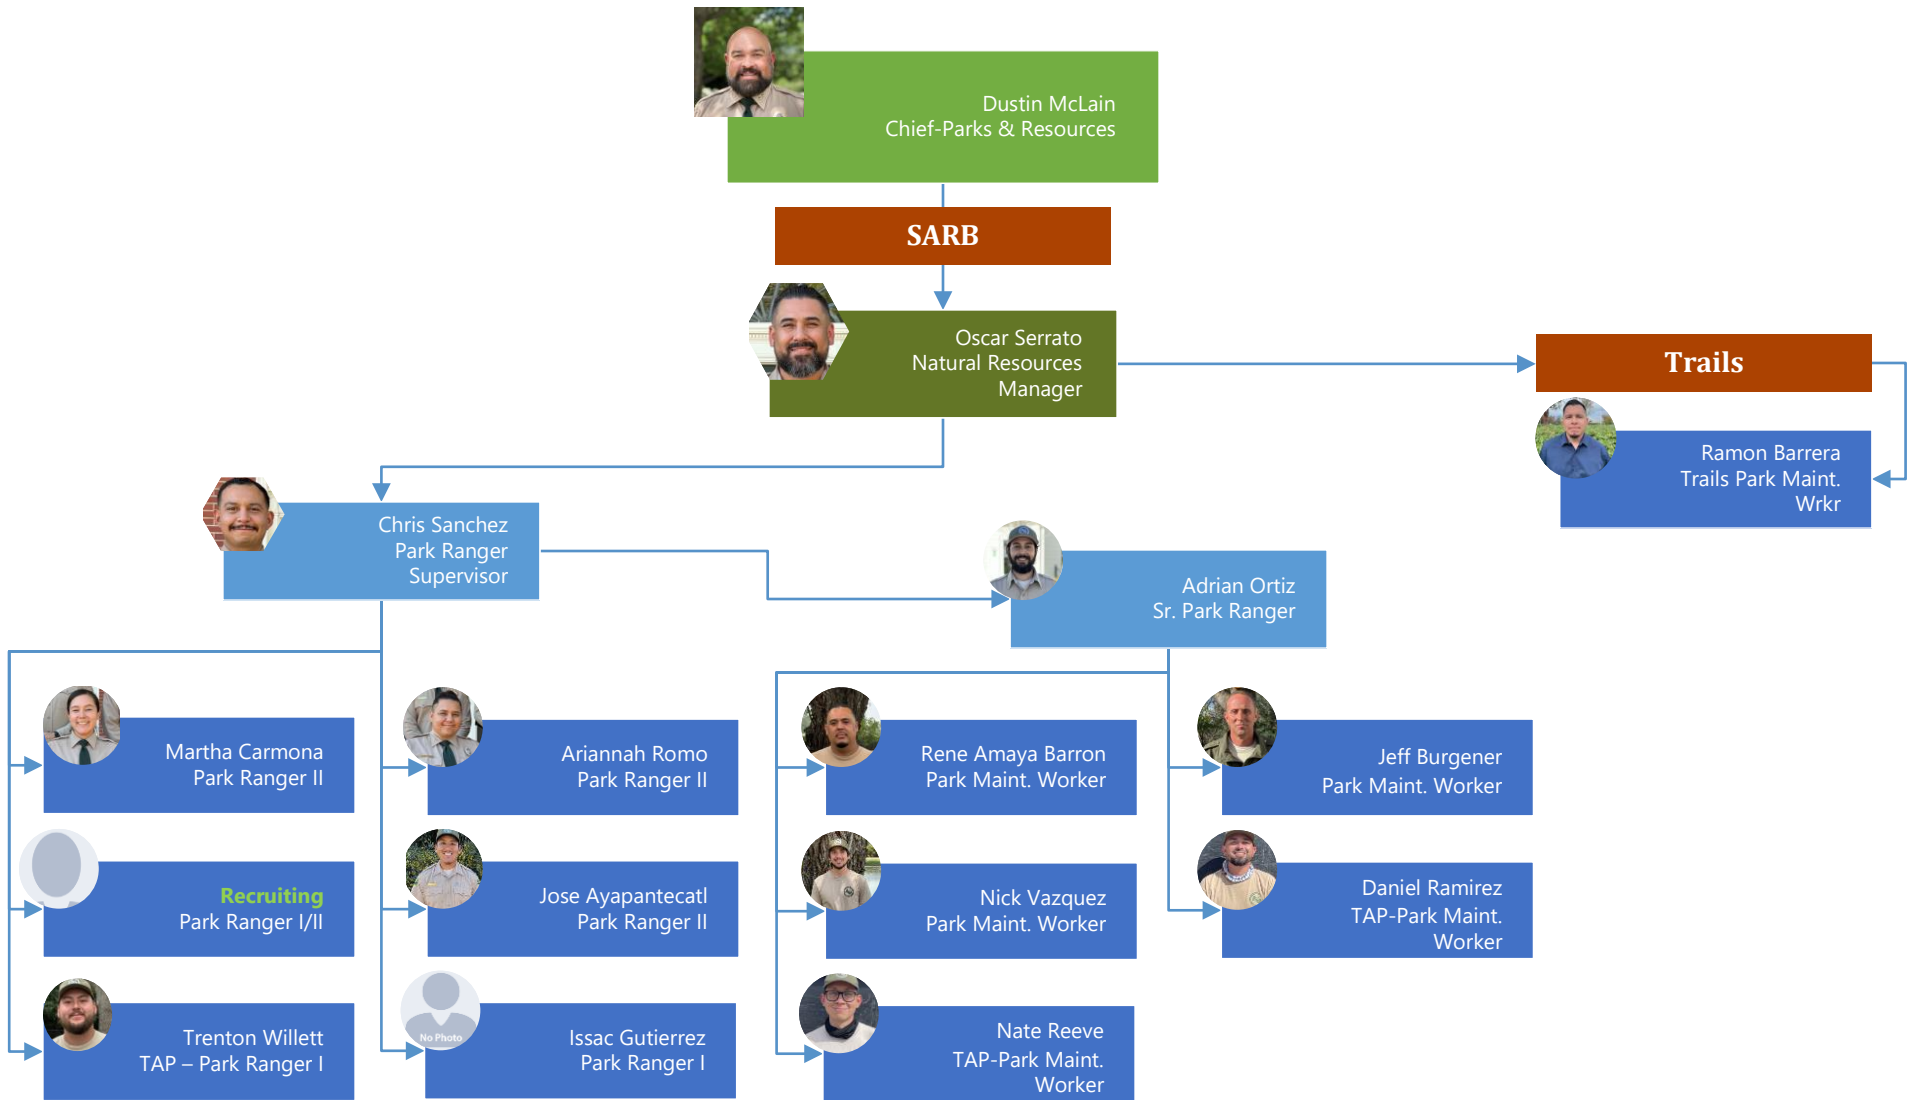 Dustin McLain
Chief-Parks & Resources
SARB
Oscar Serrato
Natural Resources
Manager
Trails
Ramon Barrera
Trails Park Maint.
Wrkr
Chris Sanchez
Park Ranger
Supervisor
Adrian Ortiz
Sr. Park Ranger
Martha Carmona
Park Ranger II
Ariannah Romo
Park Ranger II
Rene Amaya Barron
Park Maint. Worker
Jeff Burgener
Park Maint. Worker
Recruiting
Park Ranger I/II
Jose Ayapantecatl
Park Ranger II
Nick Vazquez
Park Maint. Worker
Daniel Ramirez
TAP-Park Maint.
Worker
Trenton Willett
TAP – Park Ranger I
No Photo
Issac Gutierrez
Park Ranger I
Nate Reeve
TAP-Park Maint.
Worker